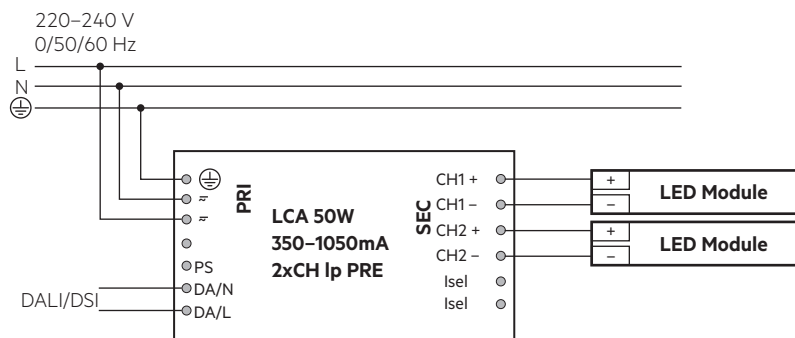 220–240 V
0/50/60 Hz
L
N
PRI
LCA 50W
350–1050mA
2xCH lp PRE
SEC
PS
DA/N
DA/L
DALI/DSI
CH1 +
CH1 –
CH2 +
CH2 –
Isel
Isel
+
–
LED Module
+
–
LED Module